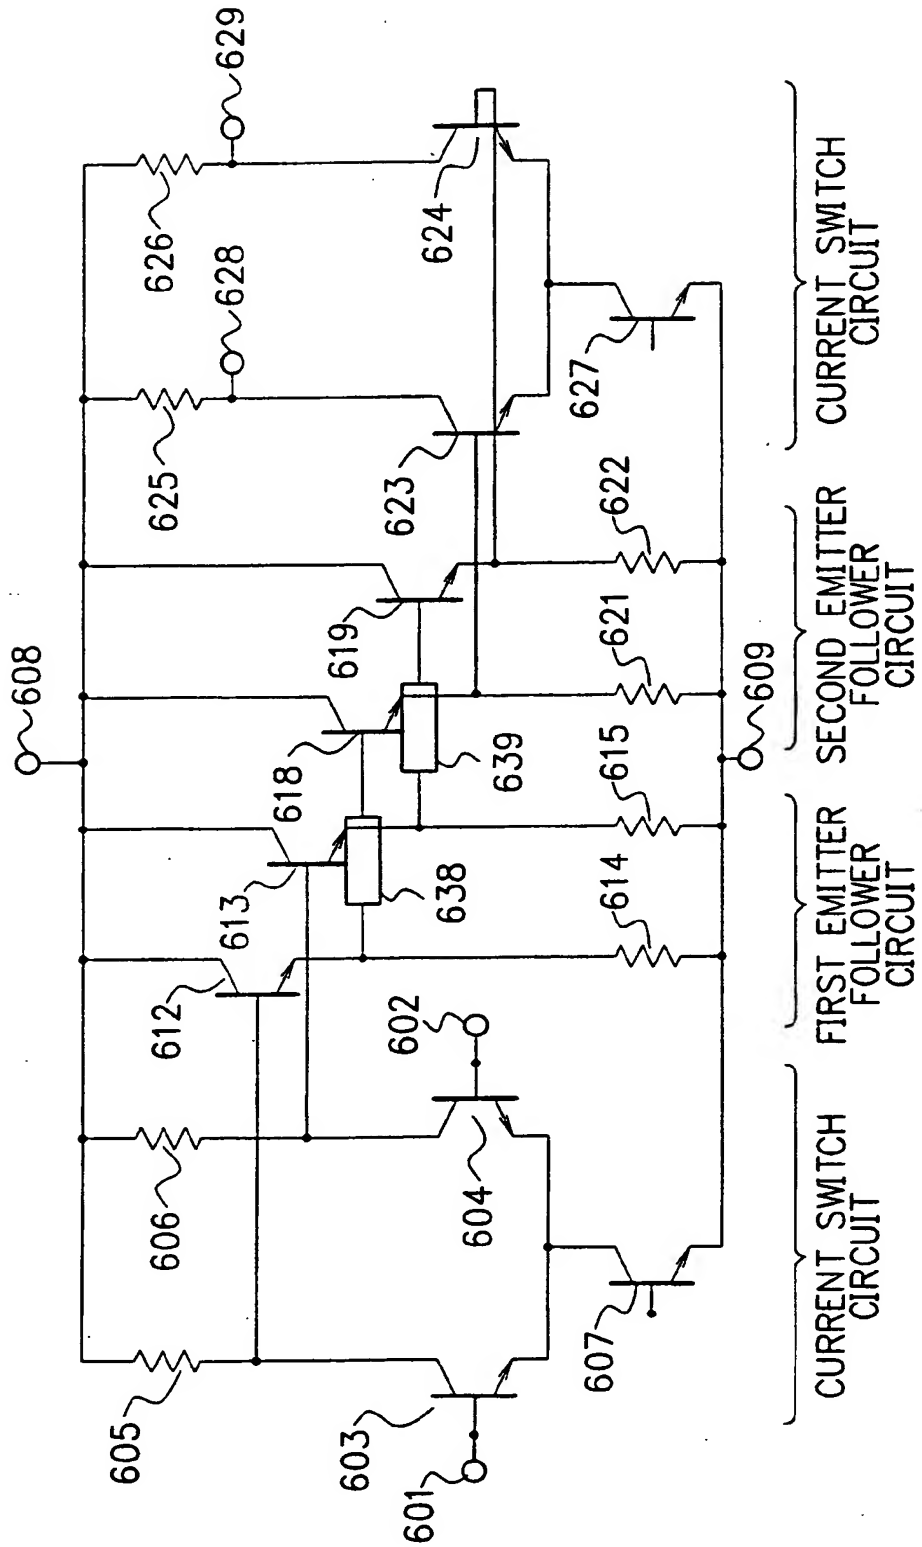 608
629
626
628
625
624
627
623
622
619
621
618
639
609
615
613
638
614
612
602
606
604
607
605
603
601
CURRENT SWITCH
CIRCUIT
FIRST EMITTER
FOLLOWER
CIRCUIT
SECOND EMITTER
FOLLOWER
CIRCUIT
CURRENT SWITCH
CIRCUIT